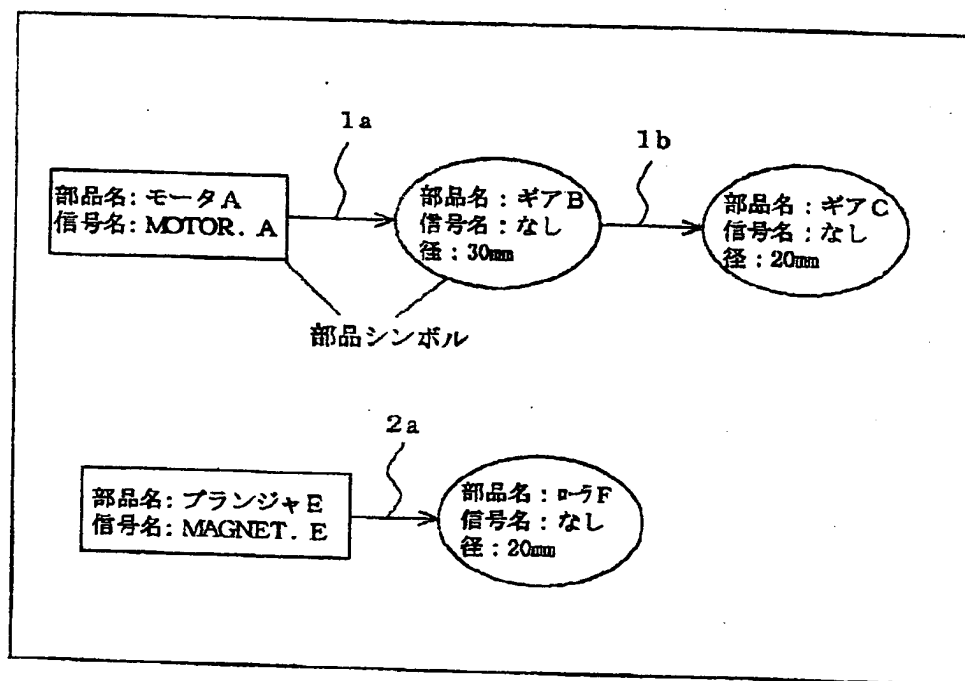 1a
1b
部品名：モータA
信号名：MOTOR．A
部品名：ギアB
信号名：なし
径：30mm
部品名：ギアC
信号名：なし
径：20mm
部品シンボル
2a
部品名：プランジャE
信号名：MAGNET．E
部品名：ローラF
信号名：なし
径：20mm